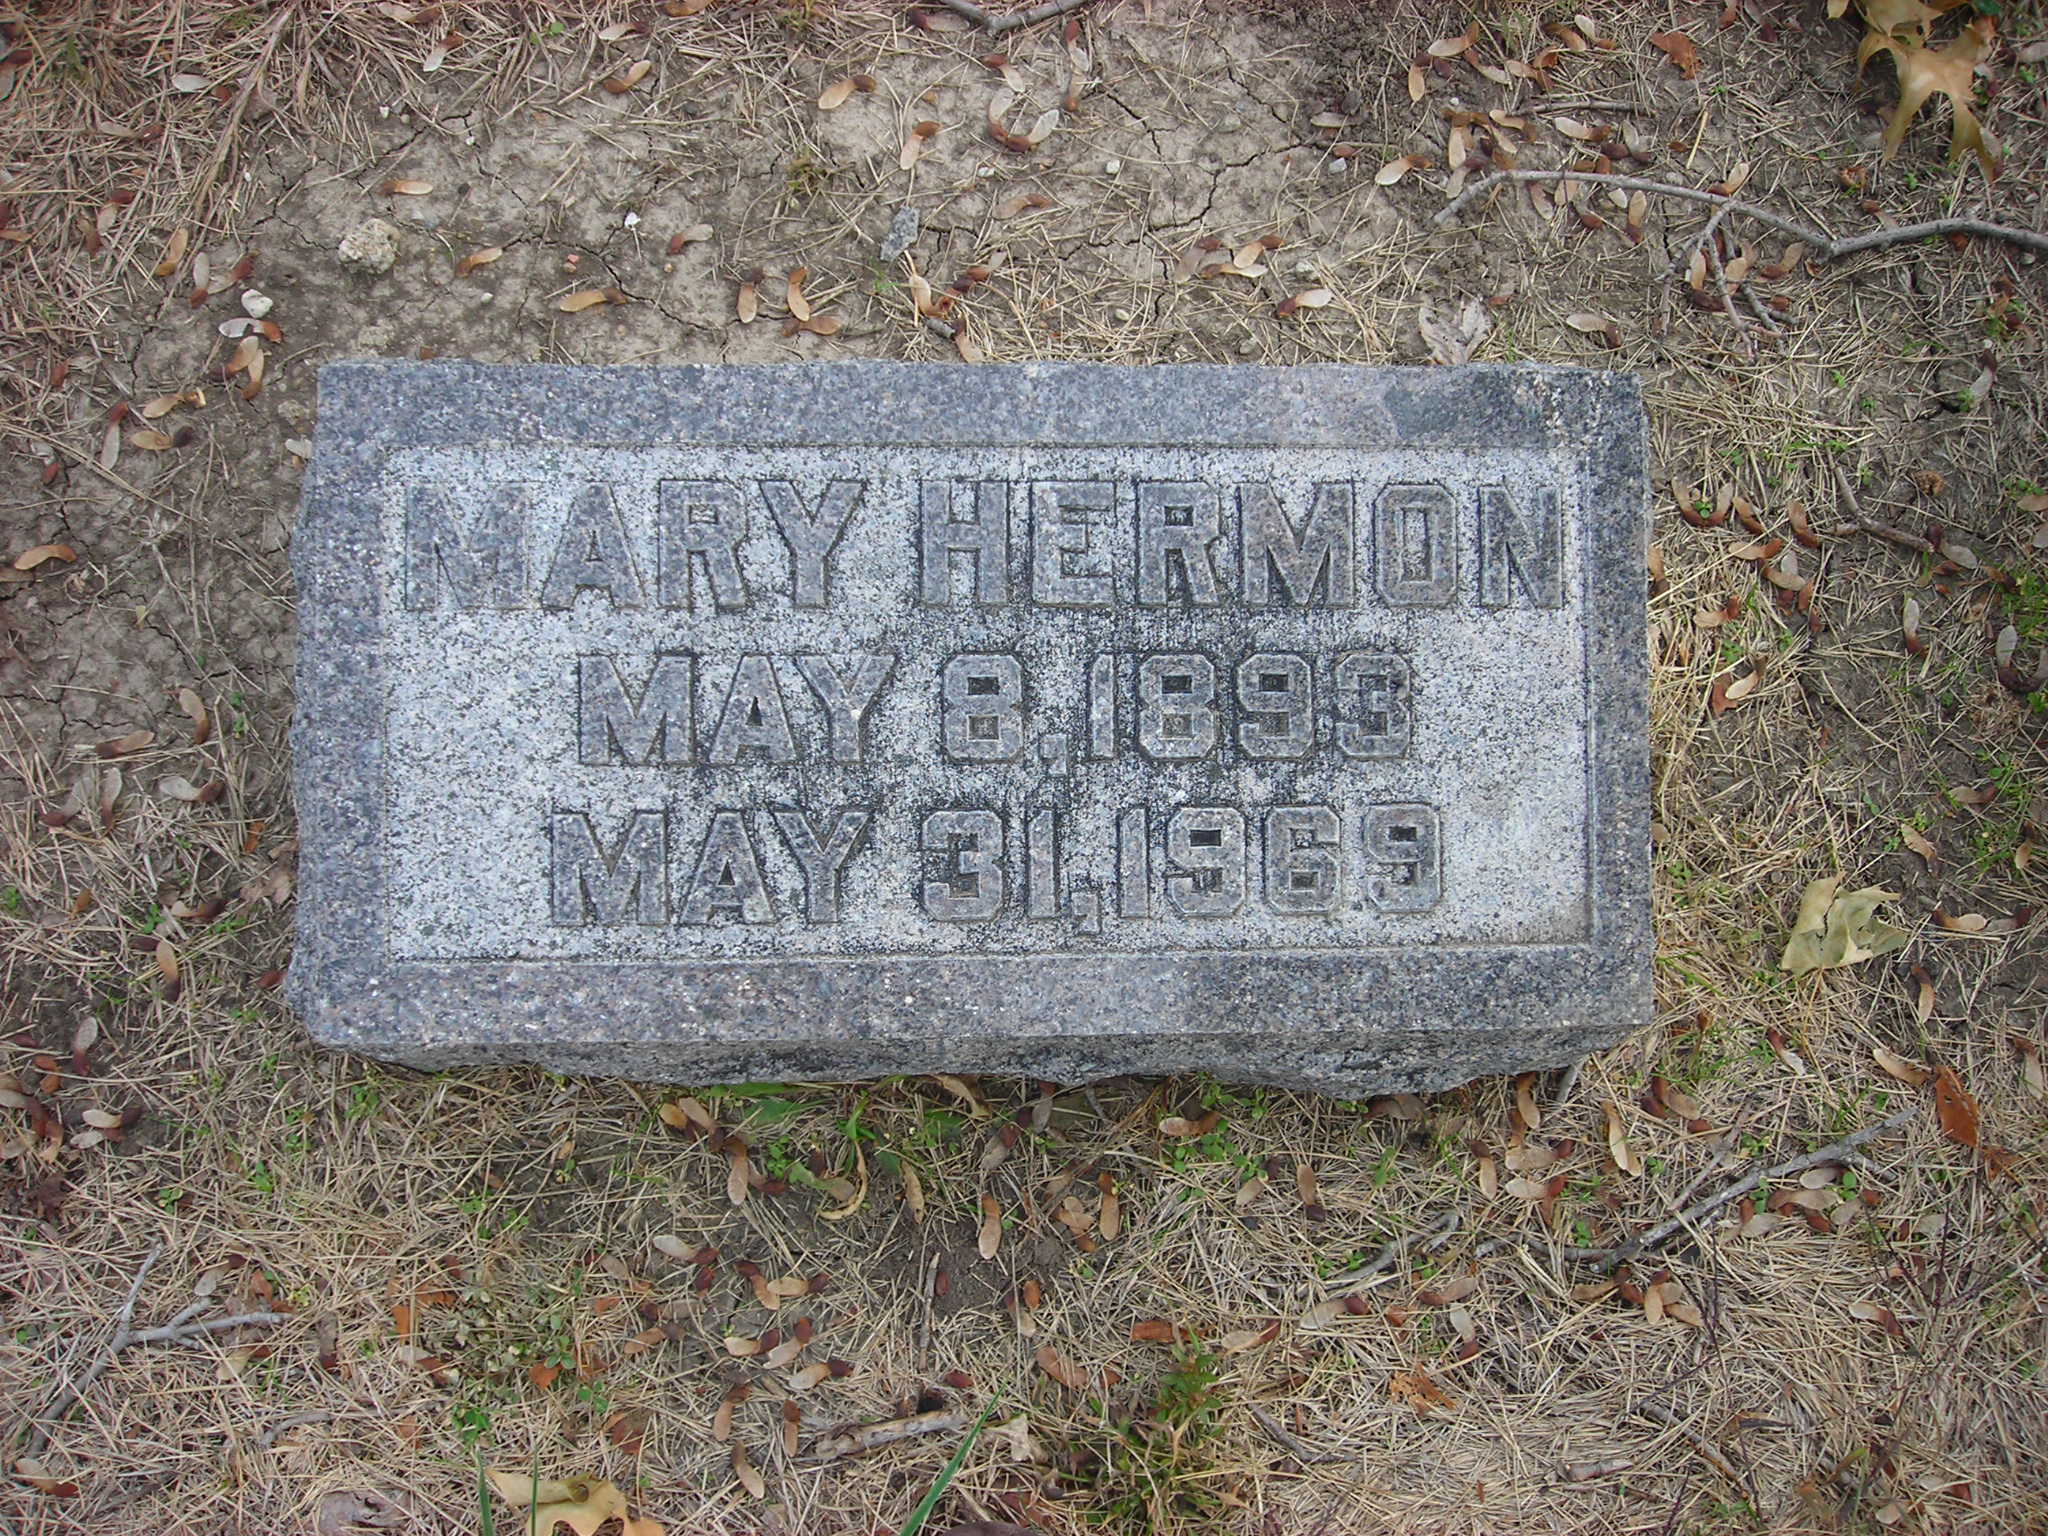 MARY HERMON
MAY 8, 1893
MAY 31, 1969